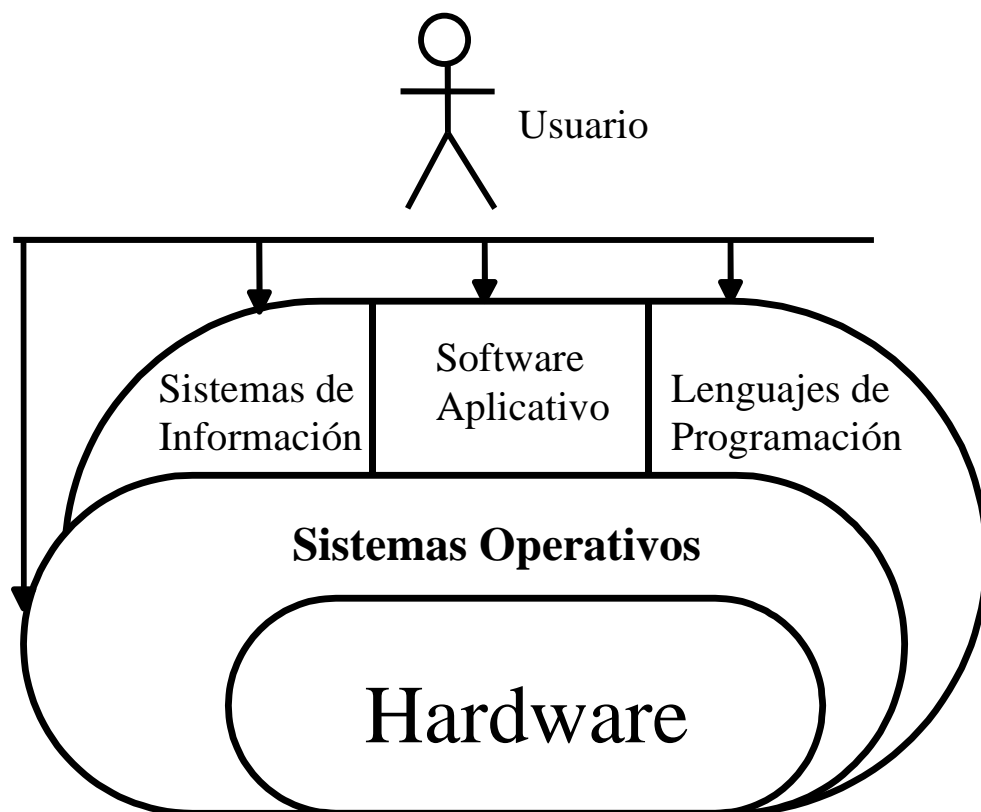 Usuario
Sistemas de
Información
Software
Aplicativo
Lenguajes de
Programación
Sistemas Operativos
Hardware